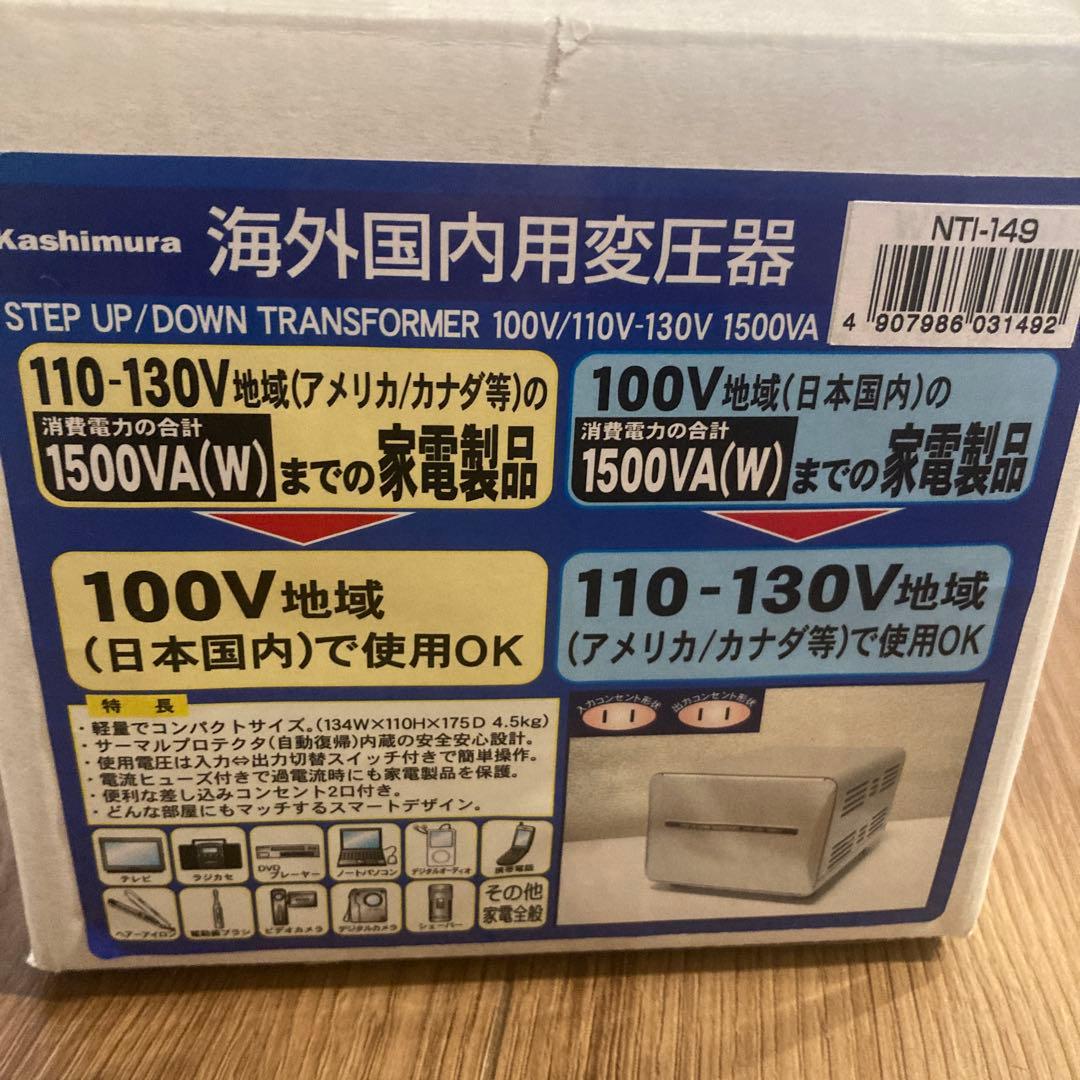 Kashimura
海外国内用変圧器
NTI-149
4 907986 031492
STEP UP/DOWN TRANSFORMER 100V/110V-130V 1500VA
110-130V地域(アメリカ/カナダ等)の
消費電力の合計
1500VA(W)までの家電製品
100V地域
(日本国内)で使用OK
100V地域(日本国内)の
消費電力の合計
1500VA(W)までの家電製品
110-130V地域
(アメリカ/カナダ等)で使用OK
特 長
・軽量でコンパクトサイズ。(134W×110H×175D 4.5kg)
・サーマルプロテクタ(自動復帰)内蔵の安全安心設計。
・使用電圧は入力⇔出力切替スイッチ付きで簡単操作。
・電流ヒューズ付きで過電流時にも家電製品を保護。
・便利な差し込みコンセント2口付き。
・どんな部屋にもマッチするスマートデザイン。
テレビ
ラジカセ
DVDプレーヤー
ノートパソコン
デジタルオーディオ
携帯電話
ヘアーアイロン
電動歯ブラシ
ビデオカメラ
デジタルカメラ
シェーバー
その他
家電全般
入力コンセント形状
出力コンセント形状